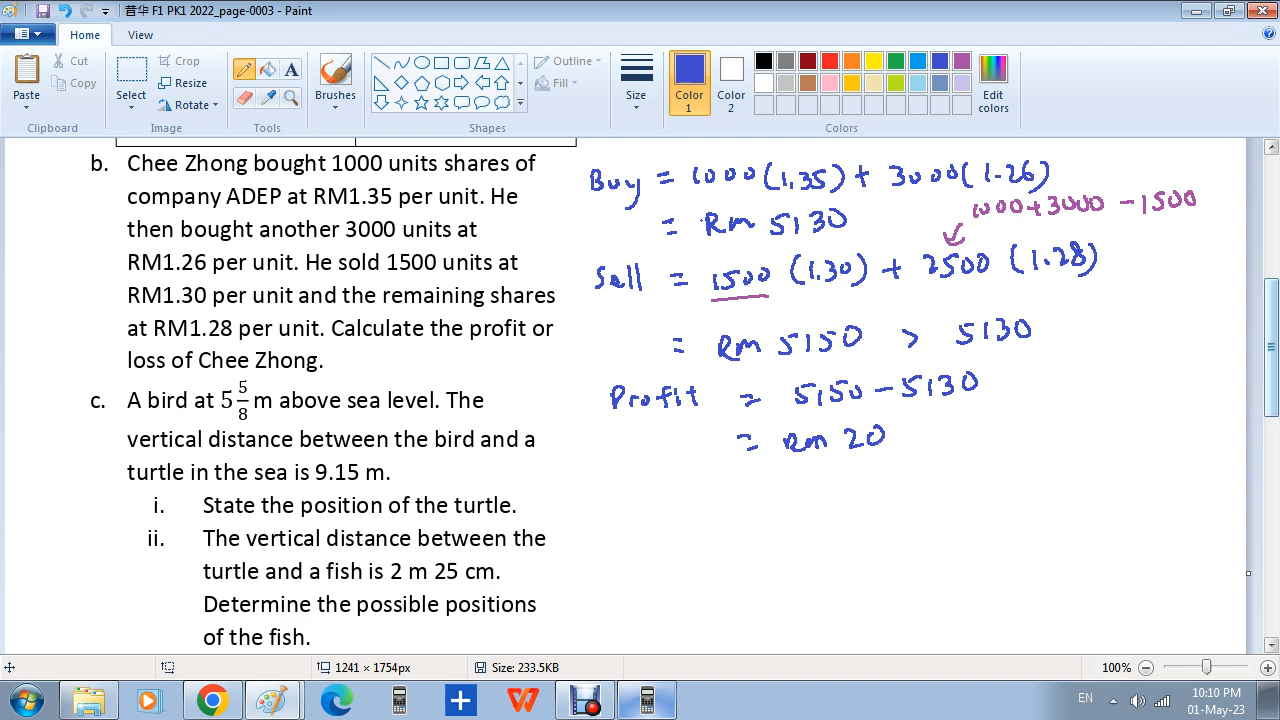 昔华 F1 PK1 2022_page-0003 - Paint
Home View
Paste Cut Copy Select Crop Resize Rotate A Brushes Outline Fill Size Color 1 Color 2 Edit colors
Clipboard Image Tools Shapes Colors
b. Chee Zhong bought 1000 units shares of
company ADEP at RM1.35 per unit. He
then bought another 3000 units at
RM1.26 per unit. He sold 1500 units at
RM1.30 per unit and the remaining shares
at RM1.28 per unit. Calculate the profit or
loss of Chee Zhong.
c. A bird at 5 5/8 m above sea level. The
vertical distance between the bird and a
turtle in the sea is 9.15 m.
i. State the position of the turtle.
ii. The vertical distance between the
turtle and a fish is 2 m 25 cm.
Determine the possible positions
of the fish.
Buy = 1000 (1.35) + 3000 (1.26)
1000 + 3000 - 1500
= Rm 5130
Sell = 1500 (1.30) + 2500 (1.28)
= Rm 5150 > 5130
Profit = 5150 - 5130
= Rm 20
1241 × 1754px Size: 233.5KB 100%
EN 10:10 PM
01-May-23